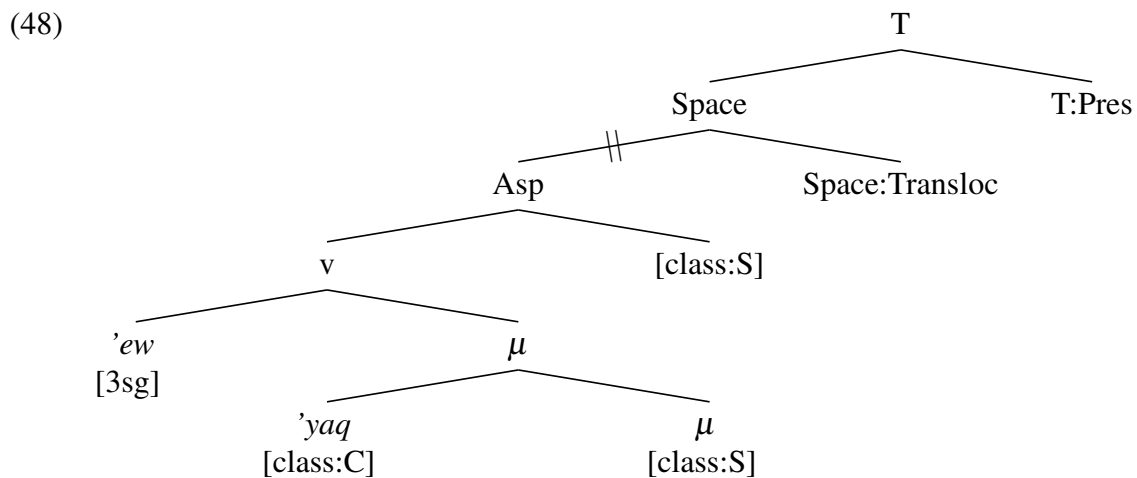 (48) T
Space T:Pres
Asp Space:Transloc
v [class:S]
’ew μ
[3sg]
’yaq μ
[class:C] [class:S]